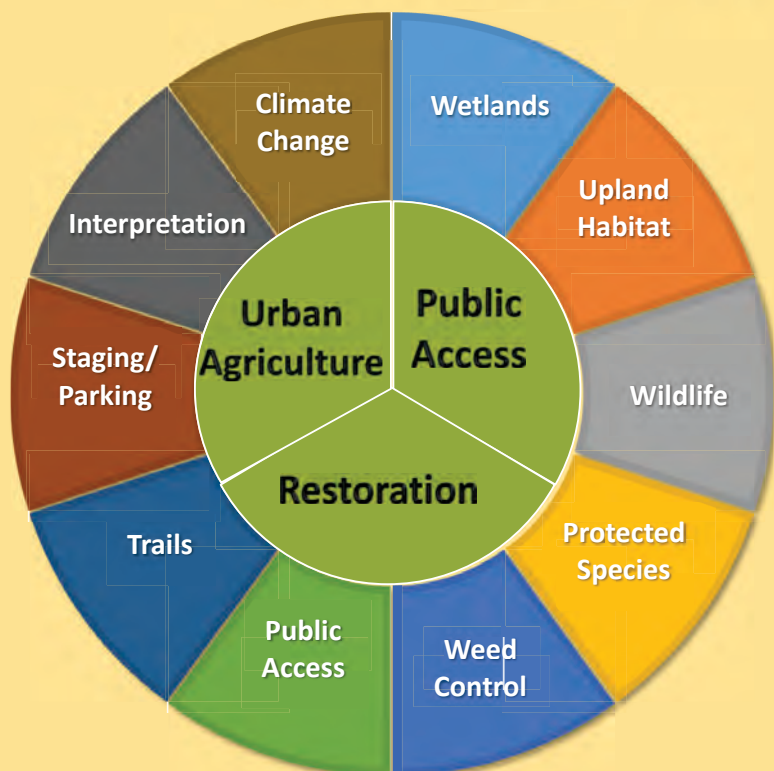 Climate
Change
Wetlands
Upland
Habitat
Wildlife
Protected
Species
Weed
Control
Public
Access
Trails
Staging/
Parking
Interpretation
Urban
Agriculture
Public
Access
Restoration